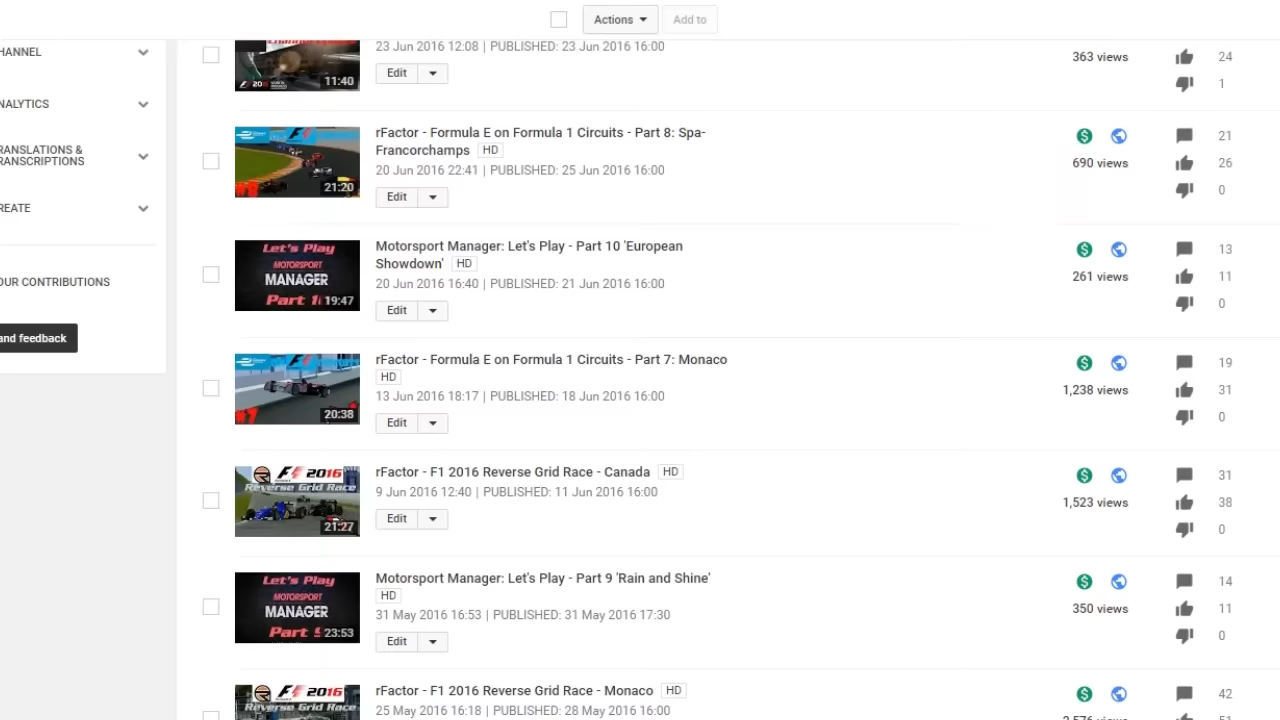 Actions
Add to
HANNEL
NALYTICS
RANSLATIONS &
RANSCRIPTIONS
REATE
OUR CONTRIBUTIONS
and feedback
11:40
23 Jun 2016 12:08 | PUBLISHED: 23 Jun 2016 16:00
Edit
363 views
24
1
21:20
rFactor - Formula E on Formula 1 Circuits - Part 8: Spa-
Francorchamps HD
20 Jun 2016 22:41 | PUBLISHED: 25 Jun 2016 16:00
Edit
690 views
21
26
0
Let's Play
MOTORSPORT
MANAGER
Part 1
19:47
Motorsport Manager: Let's Play - Part 10 'European
Showdown' HD
20 Jun 2016 16:40 | PUBLISHED: 21 Jun 2016 16:00
Edit
261 views
13
11
0
#7
20:38
rFactor - Formula E on Formula 1 Circuits - Part 7: Monaco
HD
13 Jun 2016 18:17 | PUBLISHED: 18 Jun 2016 16:00
Edit
1,238 views
19
31
0
F1 2016
Reverse Grid Race
21:27
rFactor - F1 2016 Reverse Grid Race - Canada HD
9 Jun 2016 12:40 | PUBLISHED: 11 Jun 2016 16:00
Edit
1,523 views
31
38
0
Let's Play
MOTORSPORT
MANAGER
Part
23:53
Motorsport Manager: Let's Play - Part 9 'Rain and Shine'
HD
31 May 2016 16:53 | PUBLISHED: 31 May 2016 17:30
Edit
350 views
14
11
0
F1 2016
Reverse Grid Race
rFactor - F1 2016 Reverse Grid Race - Monaco HD
25 May 2016 16:18 | PUBLISHED: 28 May 2016 16:00
42